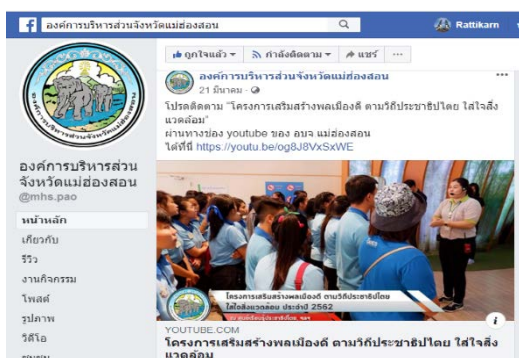 องค์การบริหารส่วนจังหวัดแม่ฮ่องสอน
Rattikarn
ถูกใจแล้ว
กำลังติดตาม
แชร์
องค์การบริหารส่วนจังหวัดแม่ฮ่องสอน
21 มีนาคม
โปรดติดตาม "โครงการเสริมสร้างพลเมืองดี ตามวิถีประชาธิปไตย ใส่ใจสิ่ง
แวดล้อม"
ผ่านทางช่อง youtube ของ อบจ แม่ฮ่องสอน
ได้ที่นี่ https://youtu.be/og8J8VxSxWE
องค์การบริหารส่วน
จังหวัดแม่ฮ่องสอน
@mhs.pao
หน้าหลัก
เกี่ยวกับ
รีวิว
งานกิจกรรม
โพสต์
รูปภาพ
วิดีโอ
ชุมชน
โครงการเสริมสร้างพลเมืองดี ตามวิถีประชาธิปไตย
ใส่ใจสิ่งแวดล้อม ประจำปี 2562
YOUTUBE.COM
โครงการเสริมสร้างพลเมืองดี ตามวิถีประชาธิปไตย ใส่ใจสิ่ง
แวดล้อม